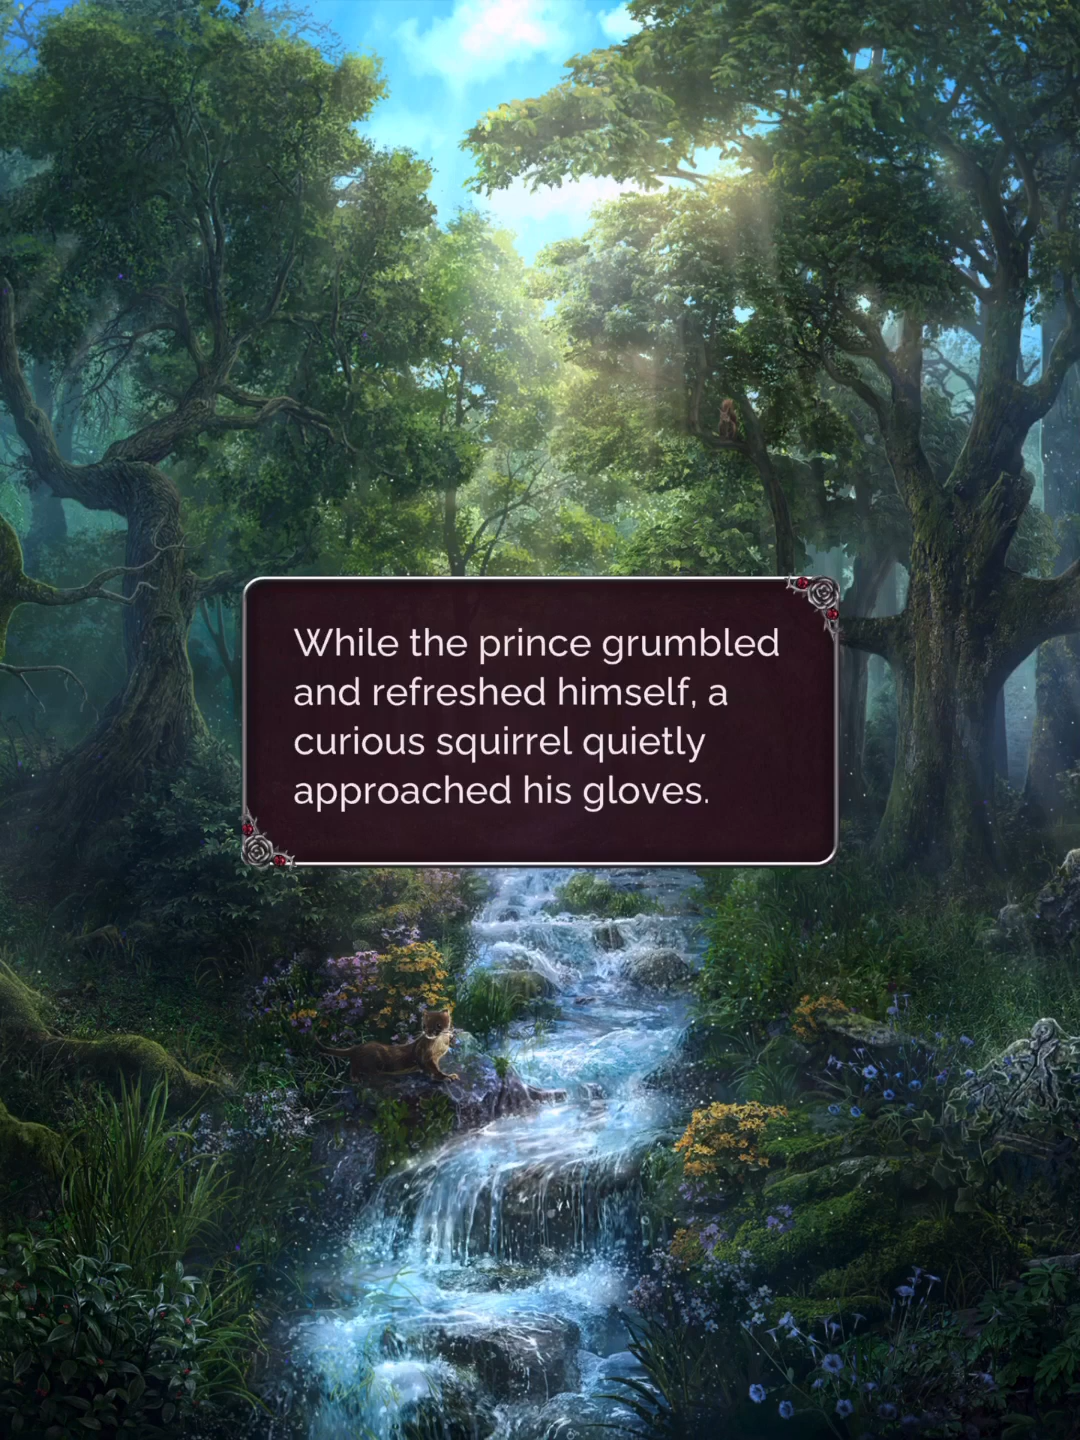 While the prince grumbled
and refreshed himself, a
curious squirrel quietly
approached his gloves.